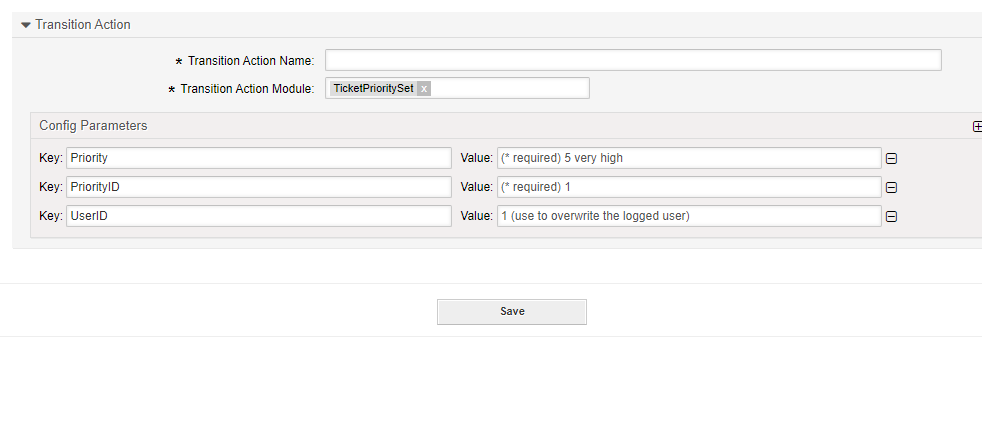 Transition Action
* Transition Action Name:
* Transition Action Module: TicketPrioritySet x
Config Parameters
Key: Priority Value: (* required) 5 very high
Key: PriorityID Value: (* required) 1
Key: UserID Value: 1 (use to overwrite the logged user)
Save